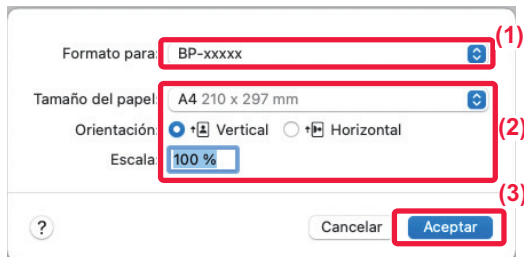 (1)
Formato para: BP-xxxxx
Tamaño del papel: A4 210 x 297 mm
Orientación: Vertical Horizontal
(2)
Escala: 100 %
(3)
? Cancelar Aceptar